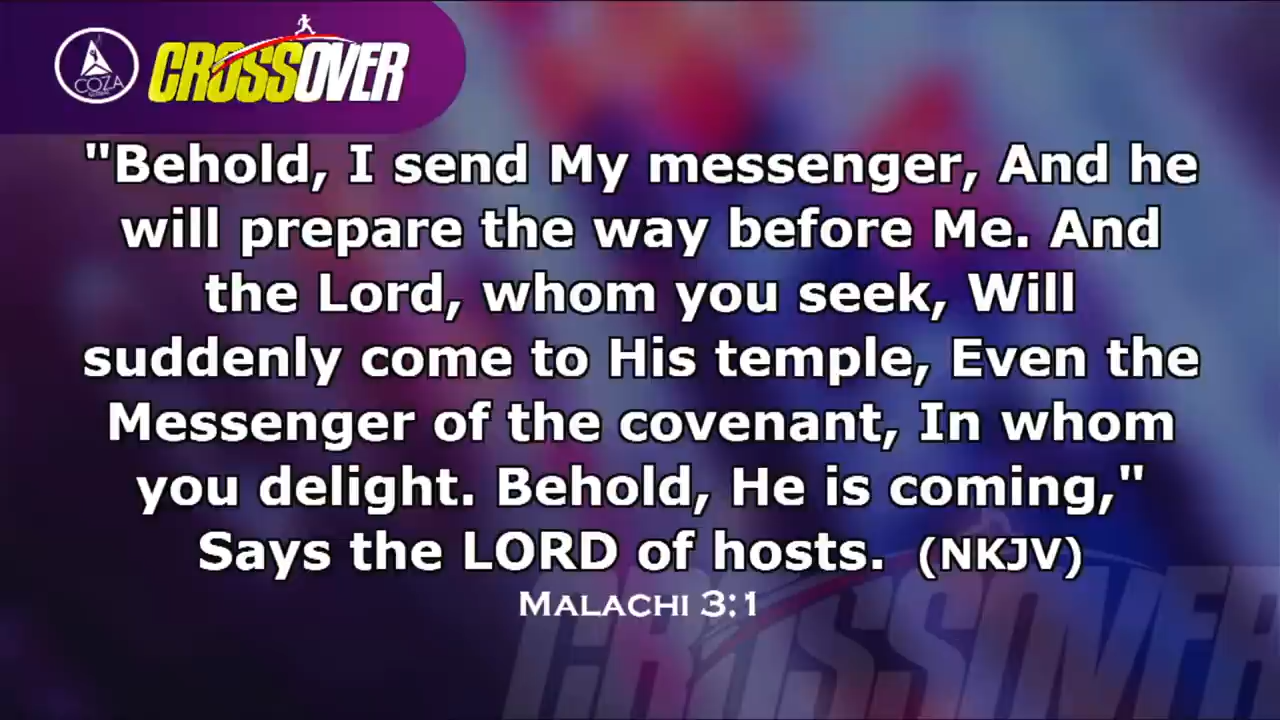 COZA
CROSSOVER
"Behold, I send My messenger, And he
will prepare the way before Me. And
the Lord, whom you seek, Will
suddenly come to His temple, Even the
Messenger of the covenant, In whom
you delight. Behold, He is coming,"
Says the LORD of hosts. (NKJV)
MALACHI 3:1
CROSSOVER